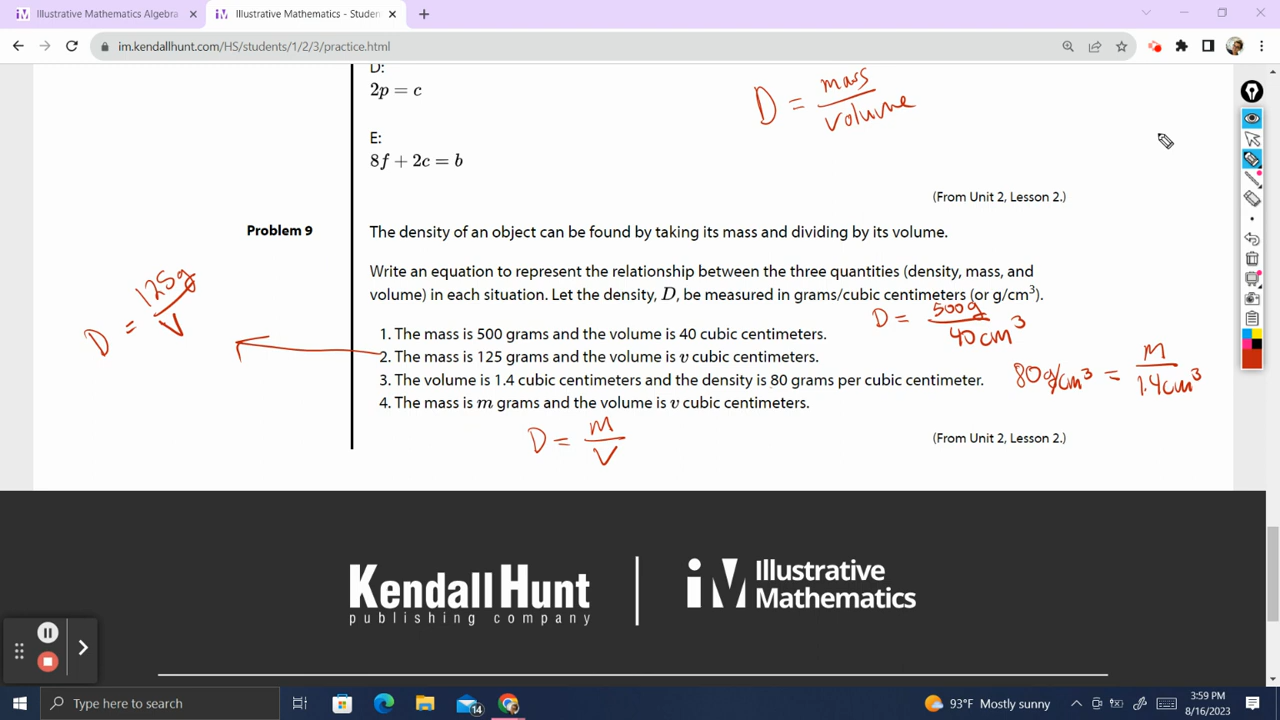 Illustrative Mathematics Algebra
Illustrative Mathematics - Studen
im.kendallhunt.com/HS/students/1/2/3/practice.html
D:
2p = c
D = mass / volume
E:
8f + 2c = b
(From Unit 2, Lesson 2.)
Problem 9
The density of an object can be found by taking its mass and dividing by its volume.
Write an equation to represent the relationship between the three quantities (density, mass, and
volume) in each situation. Let the density, D, be measured in grams/cubic centimeters (or g/cm³).
D = 500g / 40cm³
1. The mass is 500 grams and the volume is 40 cubic centimeters.
D = 125g / V
2. The mass is 125 grams and the volume is v cubic centimeters.
3. The volume is 1.4 cubic centimeters and the density is 80 grams per cubic centimeter.
80g/cm³ = M / 1.4cm³
4. The mass is m grams and the volume is v cubic centimeters.
D = M / V
(From Unit 2, Lesson 2.)
Kendall Hunt
publishing company
iM Illustrative
Mathematics
Type here to search
14
93°F Mostly sunny
3:59 PM
8/16/2023